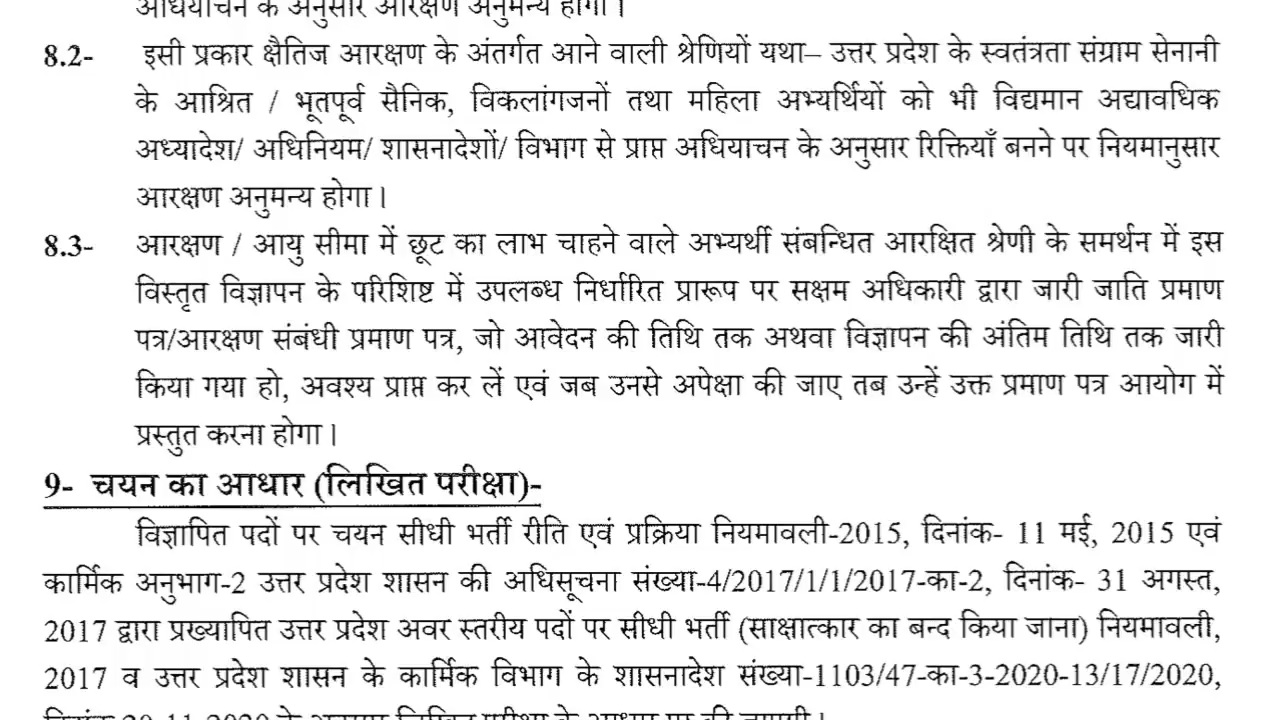 अधियाचन के अनुसार आरक्षण अनुमन्य होगा।
8.2- इसी प्रकार क्षैतिज आरक्षण के अंतर्गत आने वाली श्रेणियों यथा– उत्तर प्रदेश के स्वतंत्रता संग्राम सेनानी
के आश्रित / भूतपूर्व सैनिक, विकलांगजनों तथा महिला अभ्यर्थियों को भी विद्यमान अद्यावधिक
अध्यादेश/ अधिनियम/ शासनादेशों/ विभाग से प्राप्त अधियाचन के अनुसार रिक्तियाँ बनने पर नियमानुसार
आरक्षण अनुमन्य होगा।
8.3- आरक्षण / आयु सीमा में छूट का लाभ चाहने वाले अभ्यर्थी संबन्धित आरक्षित श्रेणी के समर्थन में इस
विस्तृत विज्ञापन के परिशिष्ट में उपलब्ध निर्धारित प्रारूप पर सक्षम अधिकारी द्वारा जारी जाति प्रमाण
पत्र/आरक्षण संबंधी प्रमाण पत्र, जो आवेदन की तिथि तक अथवा विज्ञापन की अंतिम तिथि तक जारी
किया गया हो, अवश्य प्राप्त कर लें एवं जब उनसे अपेक्षा की जाए तब उन्हें उक्त प्रमाण पत्र आयोग में
प्रस्तुत करना होगा।
9- चयन का आधार (लिखित परीक्षा)-
विज्ञापित पदों पर चयन सीधी भर्ती रीति एवं प्रक्रिया नियमावली-2015, दिनांक- 11 मई, 2015 एवं
कार्मिक अनुभाग-2 उत्तर प्रदेश शासन की अधिसूचना संख्या-4/2017/1/1/2017-का-2, दिनांक- 31 अगस्त,
2017 द्वारा प्रख्यापित उत्तर प्रदेश अवर स्तरीय पदों पर सीधी भर्ती (साक्षात्कार का बन्द किया जाना) नियमावली,
2017 व उत्तर प्रदेश शासन के कार्मिक विभाग के शासनादेश संख्या-1103/47-का-3-2020-13/17/2020,
के लिखित परीक्षा के आधार पर की जायेगी।